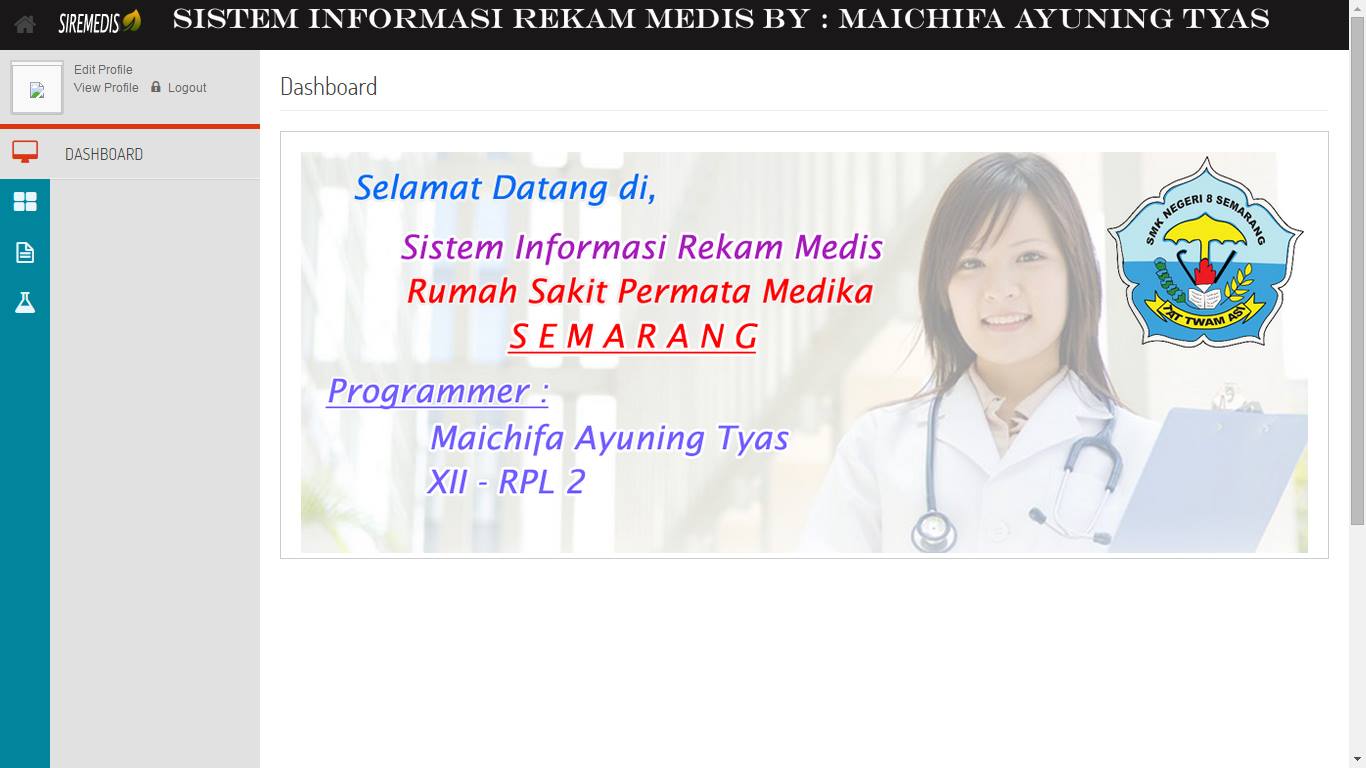 SIREMEDIS
SISTEM INFORMASI REKAM MEDIS BY : MAICHIFA AYUNING TYAS
Edit Profile
View Profile Logout
DASHBOARD
Dashboard
Selamat Datang di,
Sistem Informasi Rekam Medis
Rumah Sakit Permata Medika
S E M A R A N G
Programmer :
Maichifa Ayuning Tyas
XII - RPL 2
SMK NEGERI 8 SEMARANG
TAT TWAM ASI